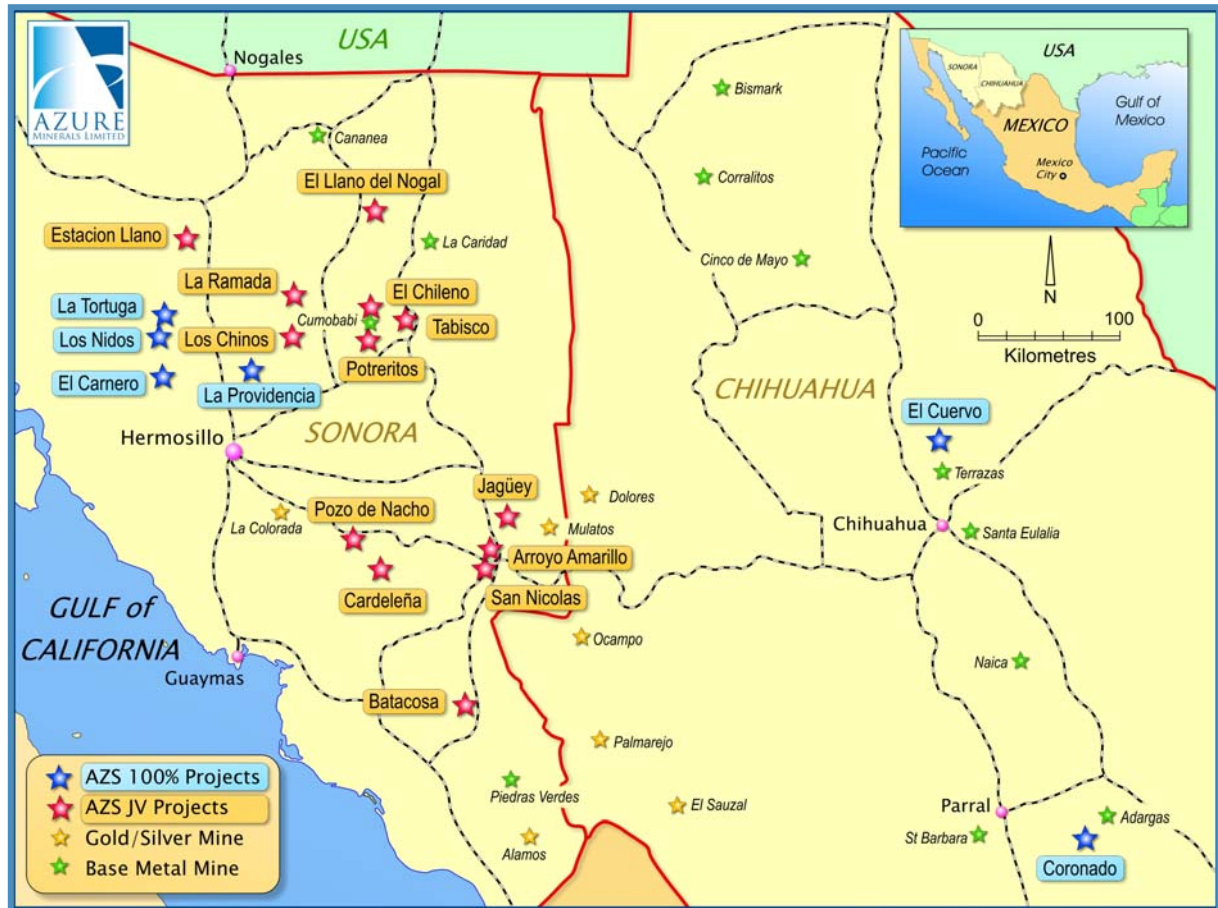 AZURE
MINERALS LIMITED
USA
Nogales
Cananea
El Llano del Nogal
Estacion Llano
La Caridad
La Ramada
El Chileno
La Tortuga
Cumobabi
Tabisco
Los Nidos
Los Chinos
Potreritos
El Carnero
La Providencia
Hermosillo
SONORA
Jagüey
Pozo de Nacho
La Colorada
Mulatos
Dolores
Arroyo Amarillo
Cardeleña
San Nicolas
GULF of
CALIFORNIA
Guaymas
Ocampo
Batacosa
Palmarejo
Piedras Verdes
El Sauzal
Alamos
Bismark
Corralitos
Cinco de Mayo
CHIHUAHUA
El Cuervo
Terrazas
Chihuahua
Santa Eulalia
Naica
Parral
St Barbara
Adargas
Coronado
USA
SONORA
CHIHUAHUA
Gulf of
Mexico
MEXICO
Pacific
Ocean
Mexico
City
N
0 100
Kilometres
AZS 100% Projects
AZS JV Projects
Gold/Silver Mine
Base Metal Mine